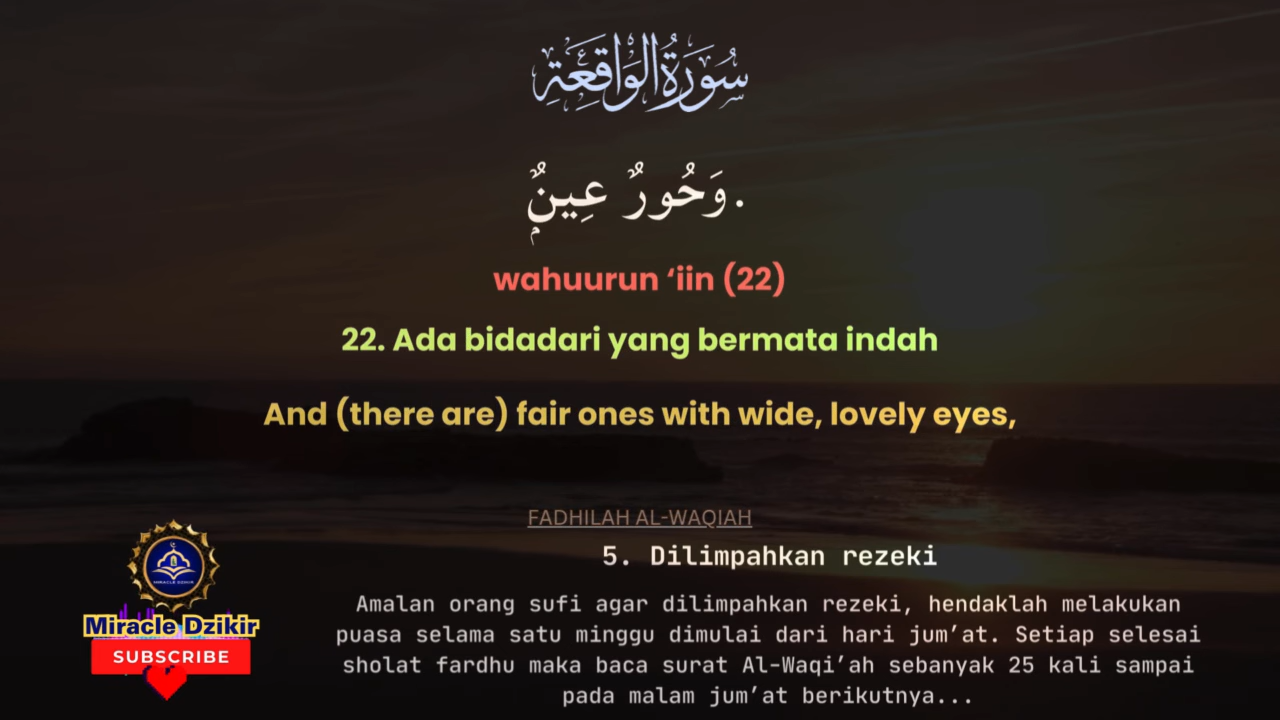 سُورَةُ الْوَاقِعَةِ
وَحُورٌ عِينٌۭ .
wahuurun ‘iin (22)
22. Ada bidadari yang bermata indah
And (there are) fair ones with wide, lovely eyes,
FADHILAH AL-WAQIAH
5. Dilimpahkan rezeki
Amalan orang sufi agar dilimpahkan rezeki, hendaklah melakukan
puasa selama satu minggu dimulai dari hari jum’at. Setiap selesai
sholat fardhu maka baca surat Al-Waqi’ah sebanyak 25 kali sampai
pada malam jum’at berikutnya...
MIRACLE DZIKIR
Miracle Dzikir
SUBSCRIBE